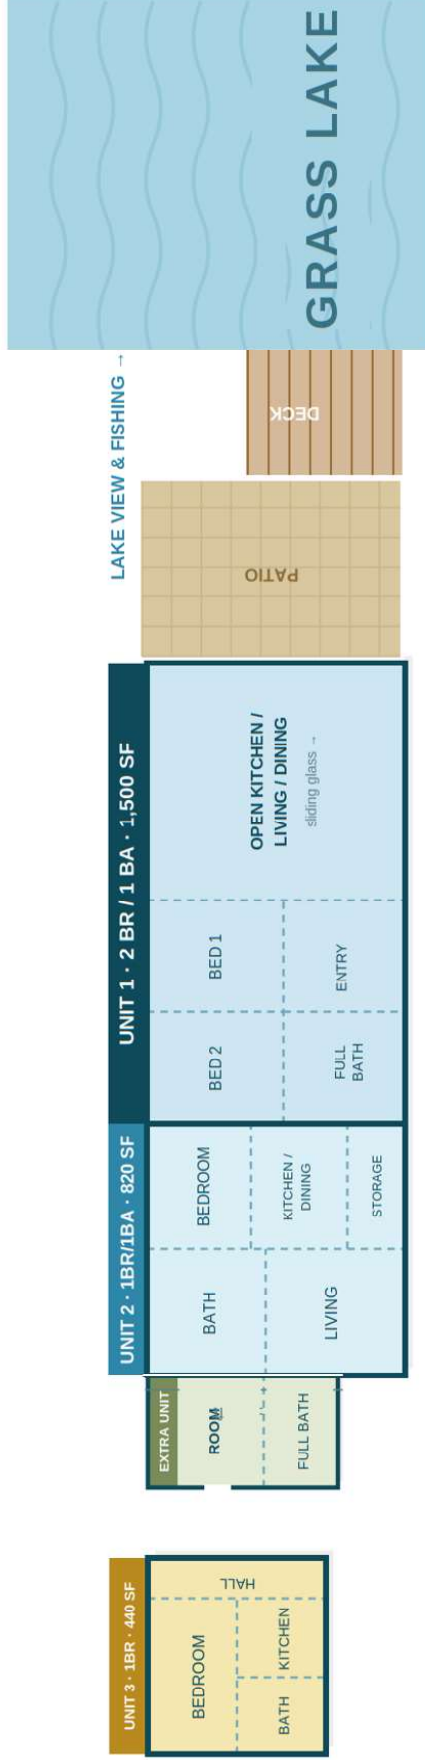 GRASS LAKE
LAKE VIEW & FISHING →
DECK
PATIO
UNIT 1 · 2 BR / 1 BA · 1,500 SF
OPEN KITCHEN /
LIVING / DINING
sliding glass →
BED 1
ENTRY
BED 2
FULL
BATH
UNIT 2 · 1BR/1BA · 820 SF
BEDROOM
KITCHEN /
DINING
STORAGE
BATH
LIVING
EXTRA UNIT
ROOM
FULL BATH
UNIT 3 · 1BR · 440 SF
HALL
BEDROOM
KITCHEN
BATH